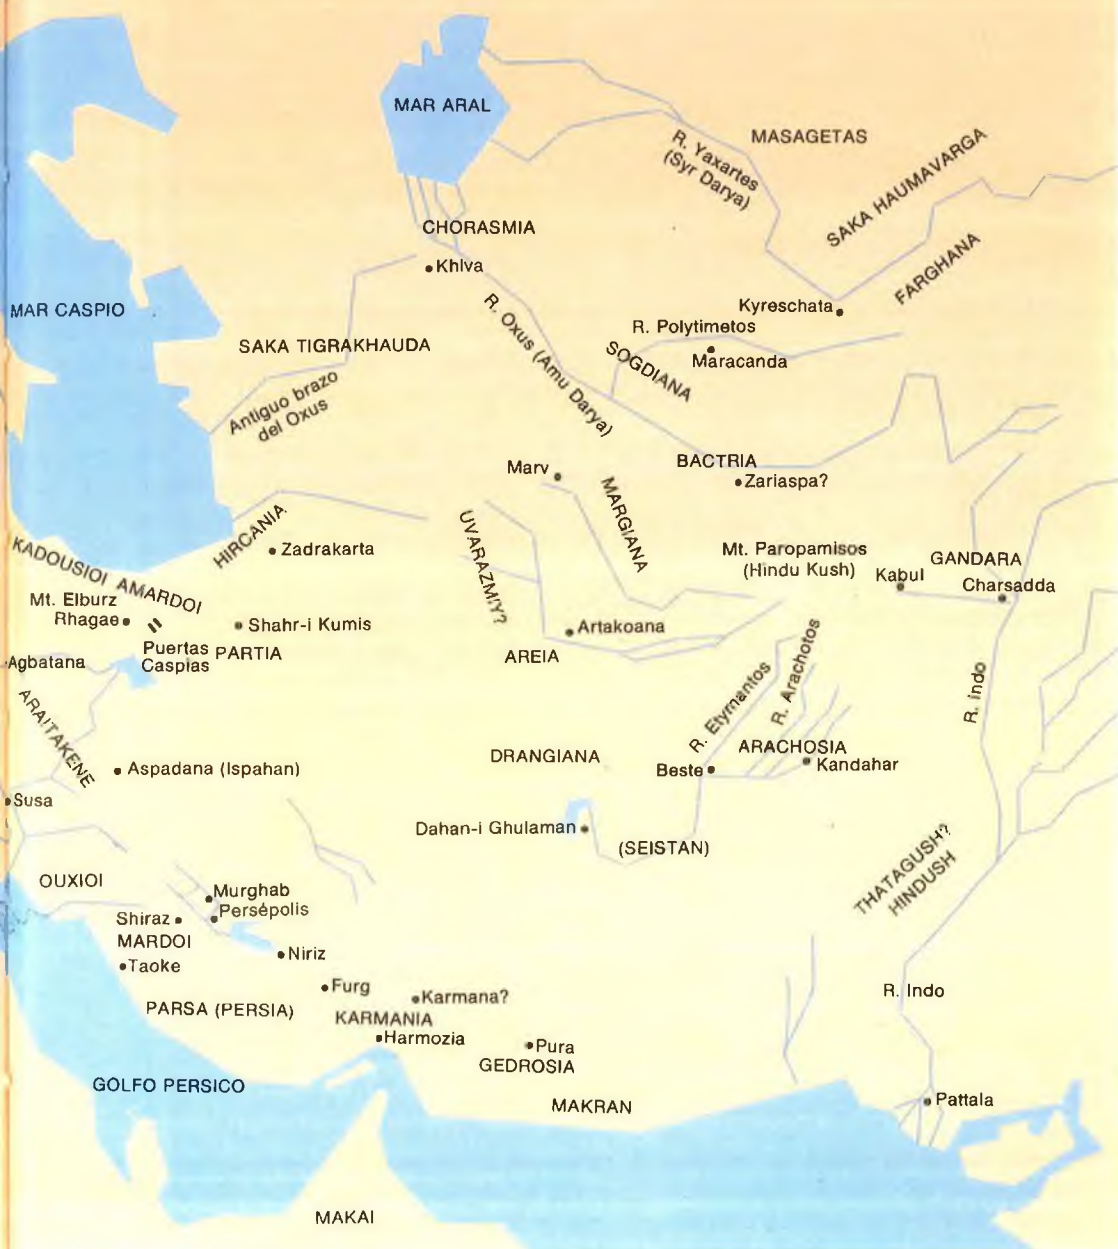 MAR ARAL
MASAGETAS
R. Yaxartes
(Syr Darya)
SAKA HAUMAVARGA
FARGHANA
CHORASMIA
Khiva
MAR CASPIO
Kyreschata
R. Polytimetos
Maracanda
SOGDIANA
R. Oxus (Amu Darya)
SAKA TIGRAKHAUDA
Antiguo brazo
del Oxus
BACTRIA
Zariaspa?
Marv
MARGIANA
UVARAZMIY?
HIRCANIA
Zadrakarta
KADOUSIOI AMARDOI
Mt. Elburz
Rhagae
Puertas
Caspias
Shahr-i Kumis
PARTIA
Agbatana
Mt. Paropamisos
(Hindu Kush)
Kabul
GANDARA
Charsadda
Artakoana
AREIA
R. Etymantos
R. Arachotos
R. Indo
ARAITAKENE
Aspadana (Ispahan)
DRANGIANA
ARACHOSIA
Beste
Kandahar
Susa
Dahan-i Ghulaman
(SEISTAN)
THATAGUSH?
HINDUSH
OUXIOI
Murghab
Persépolis
Shiraz
MARDOI
Taoke
Niriz
Furg
Karmana?
PARSA (PERSIA)
KARMANIA
Harmozia
R. Indo
Pura
GEDROSIA
GOLFO PERSICO
MAKRAN
Pattala
MAKAI